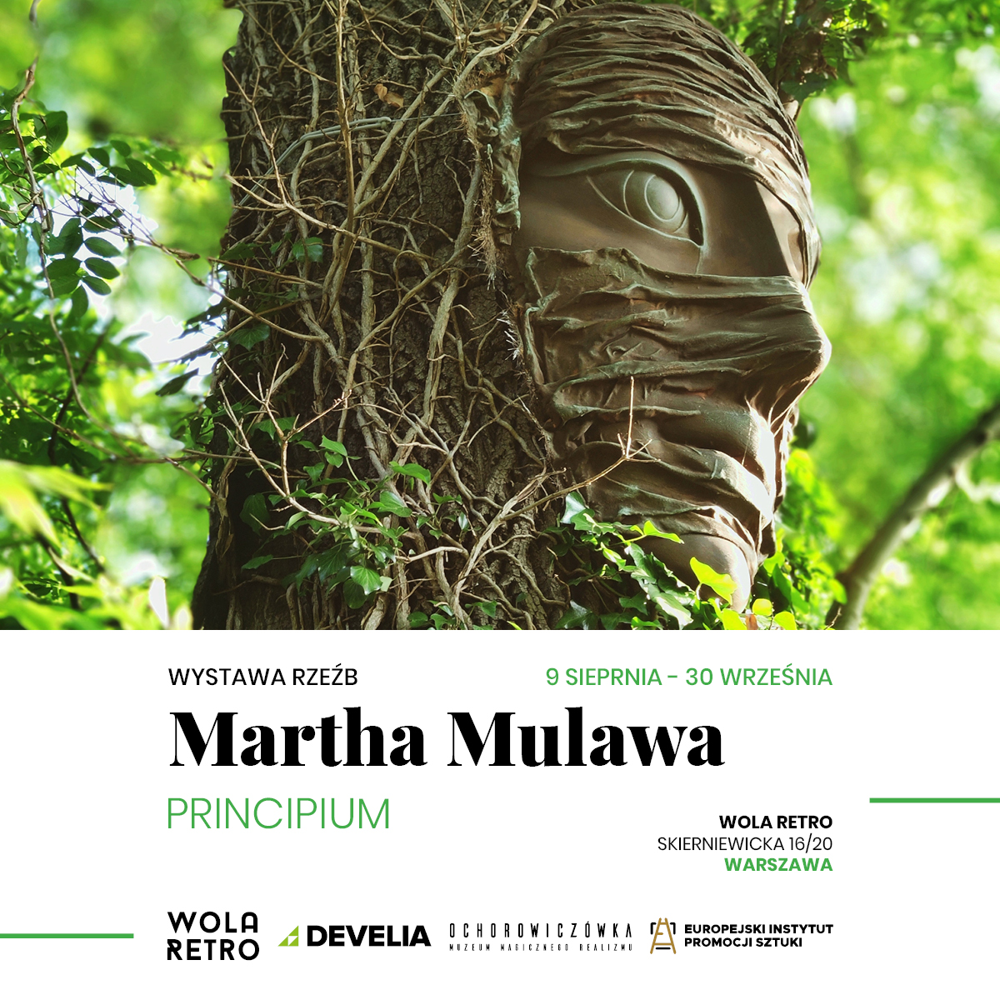 WYSTAWA RZEŹB
9 SIEPRNIA - 30 WRZEŚNIA
Martha Mulawa
PRINCIPIUM
WOLA RETRO
SKIERNIEWICKA 16/20
WARSZAWA
WOLA
RETRO
DEVELIA
OCHOROWICZÓWKA
MUZEUM MAGICZNEGO REALIZMU
EUROPEJSKI INSTYTUT
PROMOCJI SZTUKI